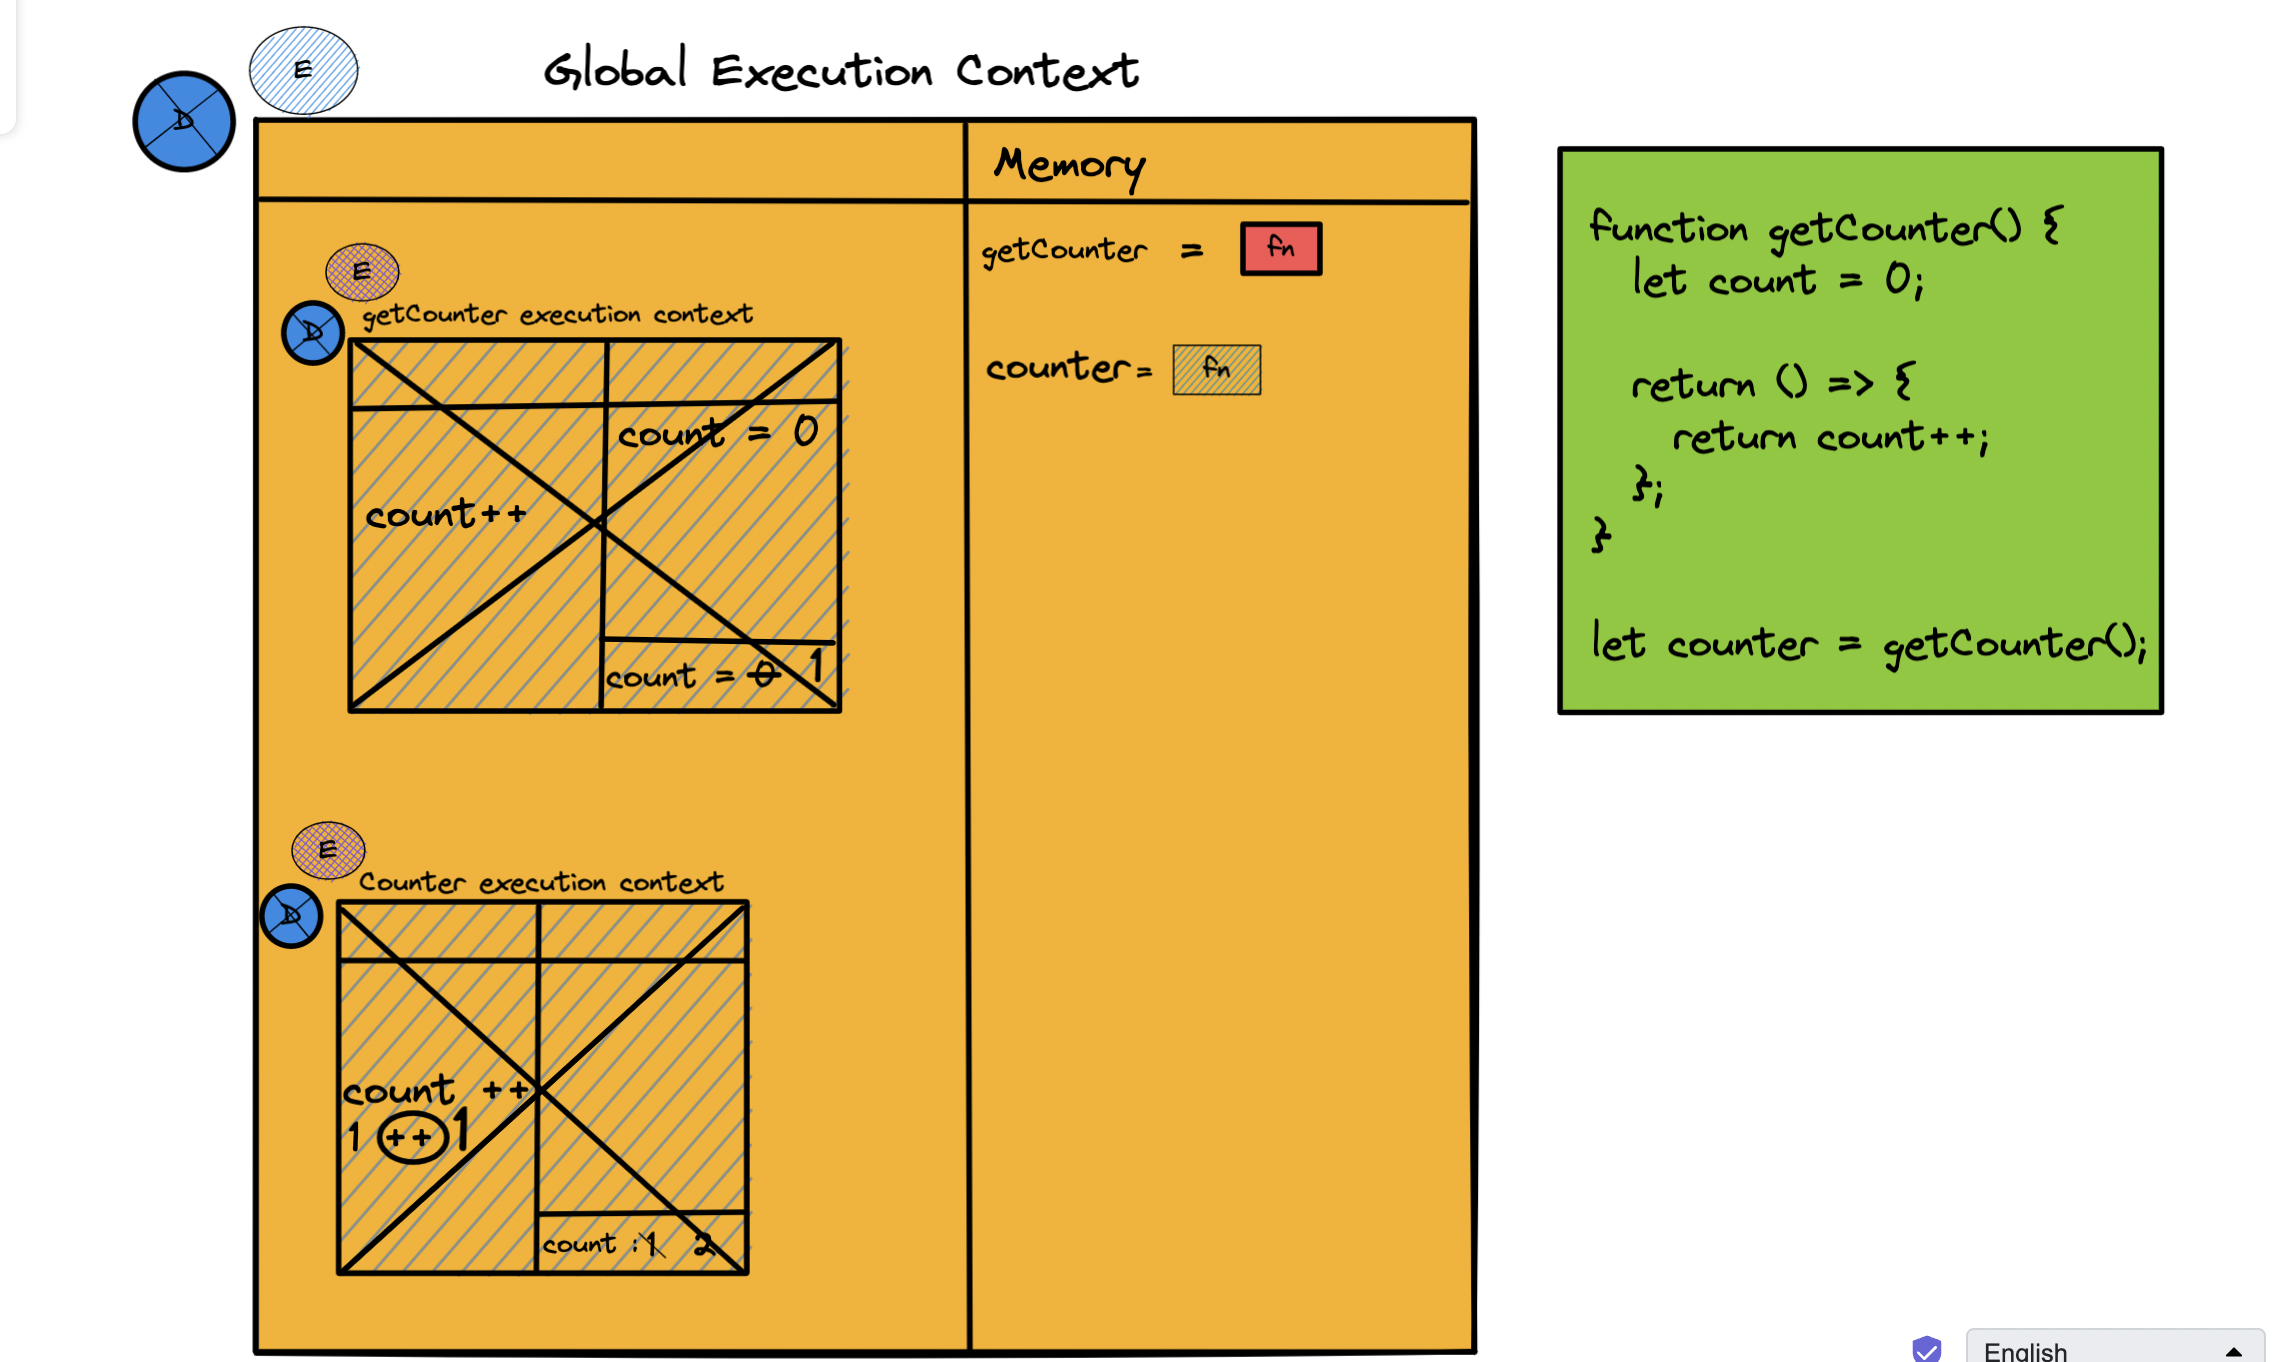 E
D
Global Execution Context
Memory
getCounter = fn
counter = fn
E
D
getCounter execution context
count = 0
count++
count = 0 1
E
D
Counter execution context
count ++
1 ++ 1
count : 1 2
function getCounter() {
let count = 0;
return () => {
return count++;
};
}
let counter = getCounter();
English